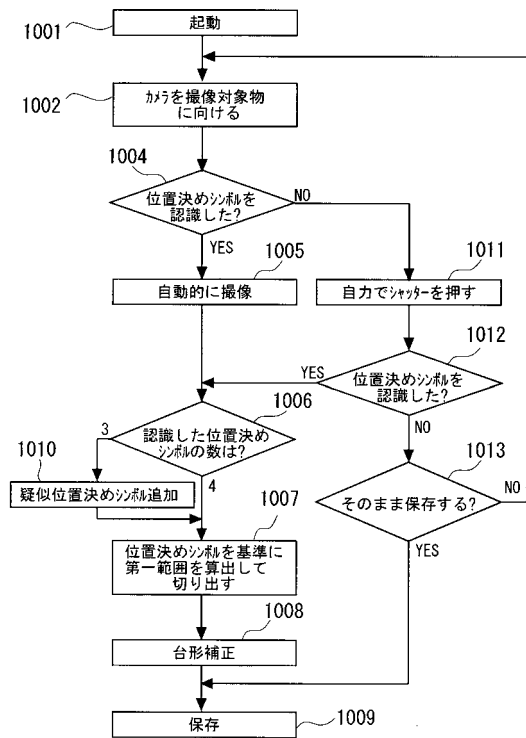 1001
起動
1002
カメラを撮像対象物
に向ける
1004
位置決めシンボルを
認識した?
NO
YES
1005
自動的に撮像
1011
自力でシャッターを押す
1012
YES
位置決めシンボルを
認識した?
NO
1006
認識した位置決め
シンボルの数は?
3
4
1010
疑似位置決めシンボル追加
1013
そのまま保存する?
NO
YES
1007
位置決めシンボルを基準に
第一範囲を算出して
切り出す
1008
台形補正
保存
1009